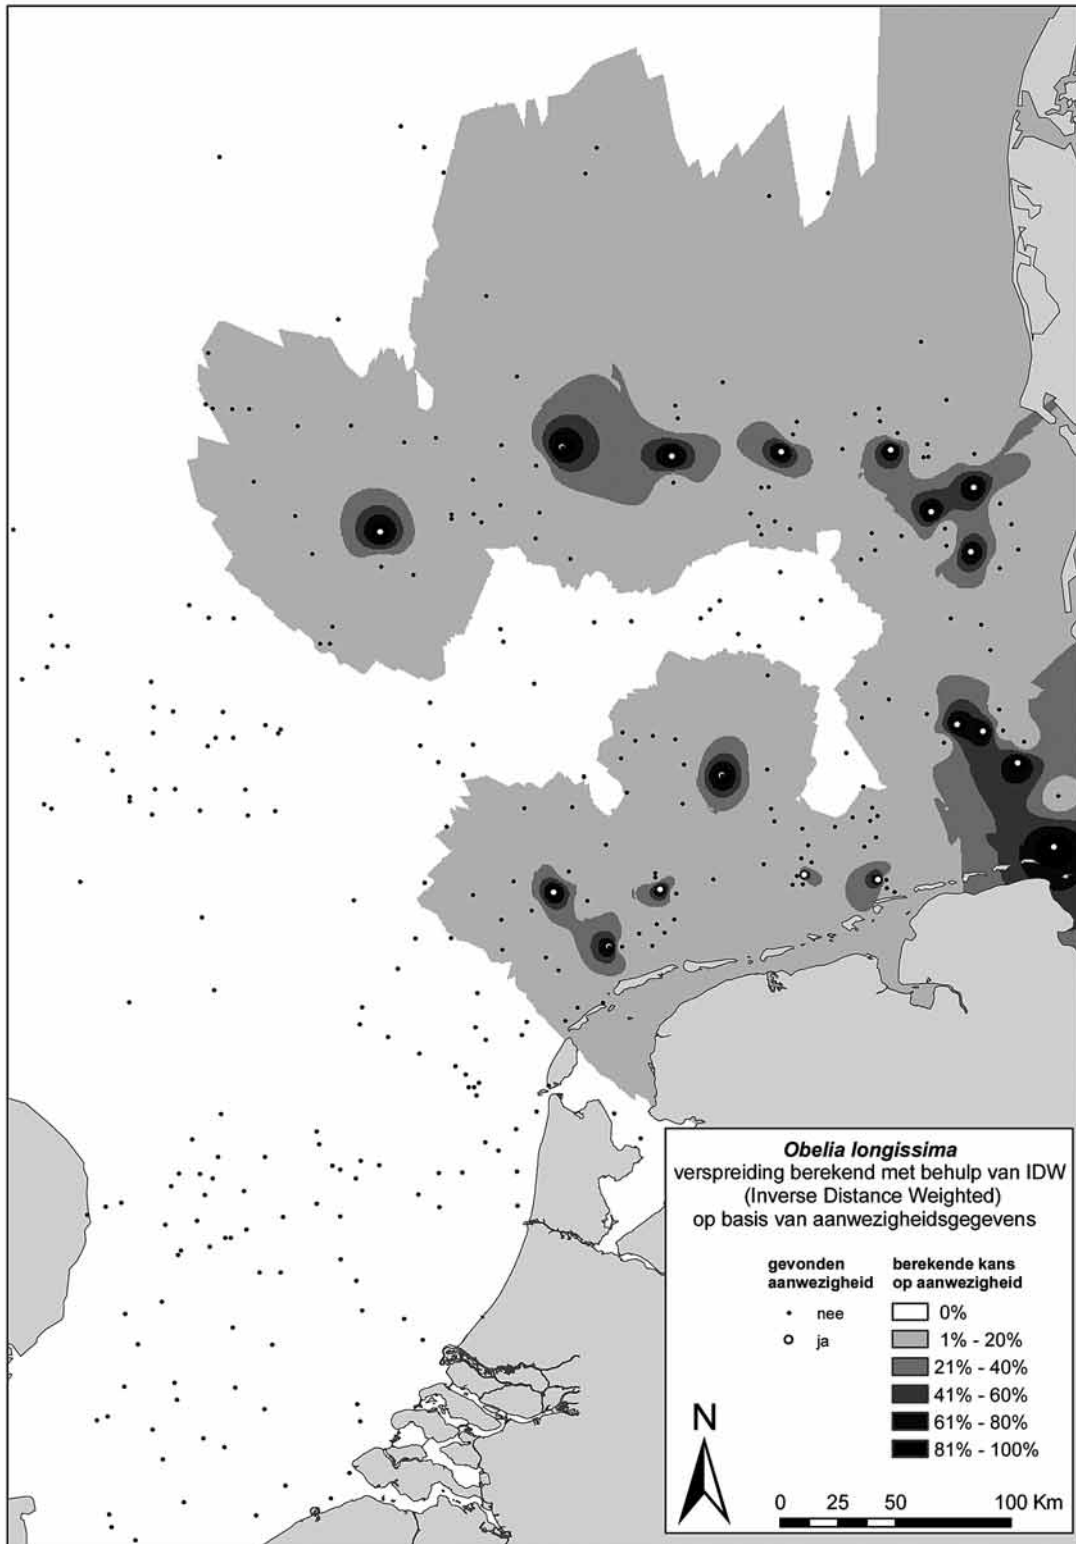 Obelia longissima
verspreiding berekend met behulp van IDW
(Inverse Distance Weighted)
op basis van aanwezigheidsgegevens
gevonden
aanwezigheid
nee
ja
berekende kans
op aanwezigheid
0%
1% - 20%
21% - 40%
41% - 60%
61% - 80%
81% - 100%
N
0 25 50 100 Km